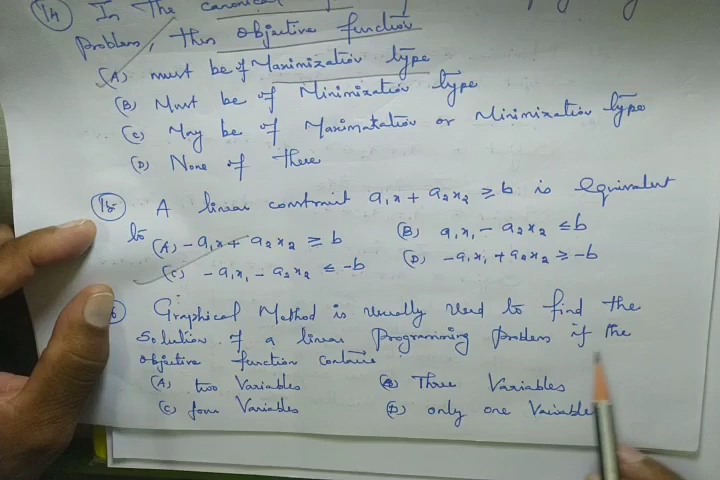 14 In The canonical
problem, then objective function
(A) must be of Maximization type
(B) Must be of Minimization type
(C) May be of Maximatation or Minimixation type
(D) None of these
15 A linear constraint a₁x + a₂x₂ ≥ b is equivalent
to (A) -a₁x + a₂x₂ ≥ b (B) a₁x₁ - a₂x₂ ≤ b
(C) -a₁x₁ - a₂x₂ ≤ -b (D) -a₁x₁ + a₂x₂ ≥ -b
Graphical Method is usually used to find the
solution of a linear programming problem if the
objective function contains
(A) two Variables (B) Three Variables
(C) four Variables (D) only one Variable